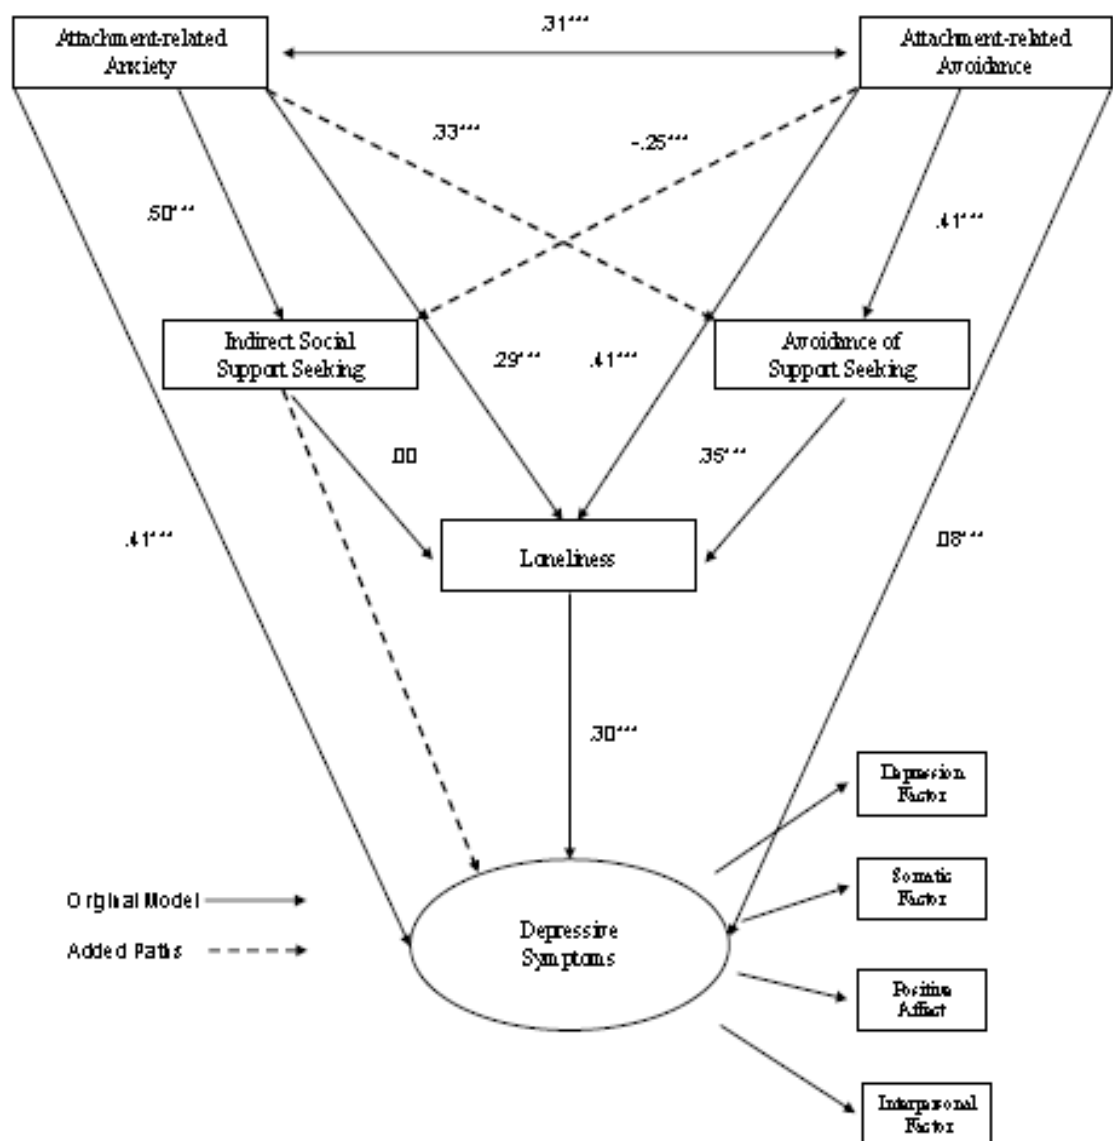 .31***
Attachment-related
Anxiety
Attachment-related
Avoidance
.33***
-.25***
.50***
.41***
Indirect Social
Support Seeking
Avoidance of
Support Seeking
.29***
.41***
.00
.35***
.41***
.08***
Loneliness
.30***
Depression
Factor
Somatic
Factor
Original Model
Added Paths
Depressive
Symptoms
Positive
Affect
Interpersonal
Factor